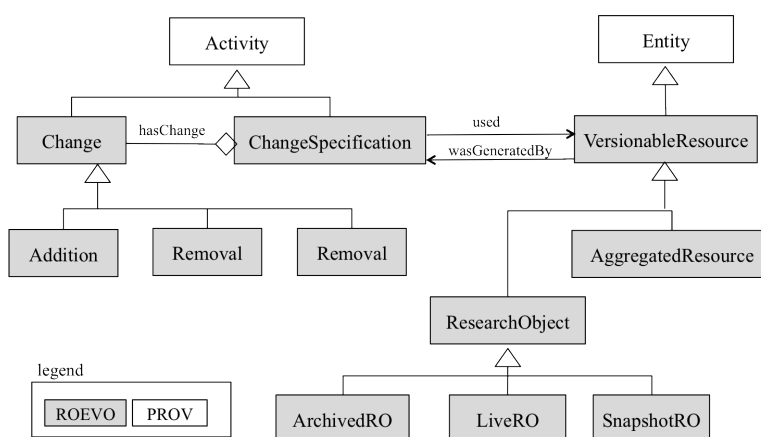 Activity
Entity
Change
hasChange
ChangeSpecification
used
wasGeneratedBy
VersionableResource
Addition
Removal
Removal
AggregatedResource
ResearchObject
legend
ROEVO
PROV
ArchivedRO
LiveRO
SnapshotRO